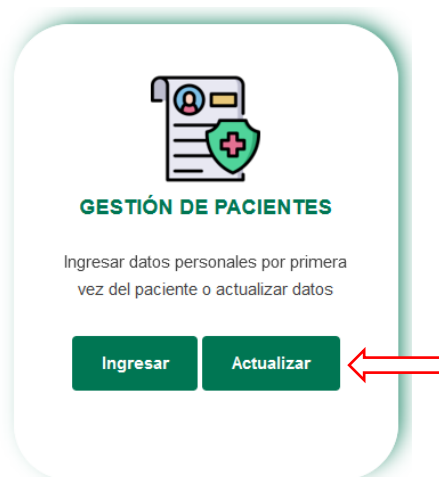 GESTIÓN DE PACIENTES
Ingresar datos personales por primera
vez del paciente o actualizar datos
Ingresar Actualizar